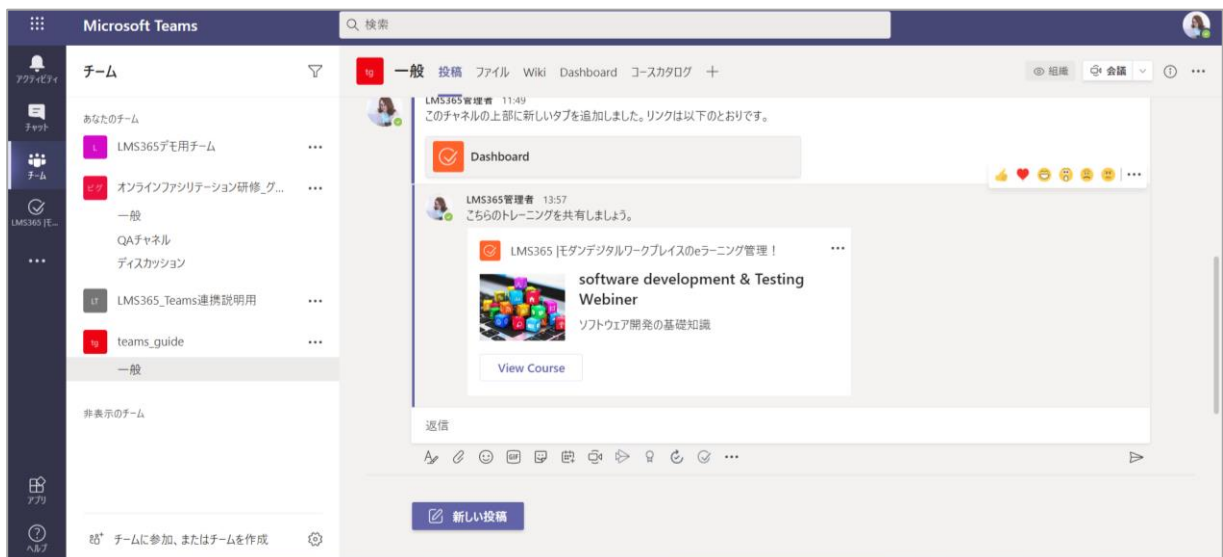 Microsoft Teams
検索
アクティビティ
チャット
チーム
LMS365 |モ...
アプリ
ヘルプ
チーム
あなたのチーム
L LMS365デモ用チーム
ピグ オンラインファシリテーション研修_グ...
一般
QAチャネル
ディスカッション
LT LMS365_Teams連携説明用
tg teams_guide
一般
非表示のチーム
チームに参加、またはチームを作成
tg 一般 投稿 ファイル Wiki Dashboard コースカタログ
組織 会議
LMS365管理者 11:49
このチャネルの上部に新しいタブを追加しました。リンクは以下のとおりです。
Dashboard
LMS365管理者 13:57
こちらのトレーニングを共有しましよう。
LMS365 |モダンデジタルワークプレイスのeラーニング管理！
software development & Testing
Webiner
ソフトウェア開発の基礎知識
View Course
返信
GIF
新しい投稿